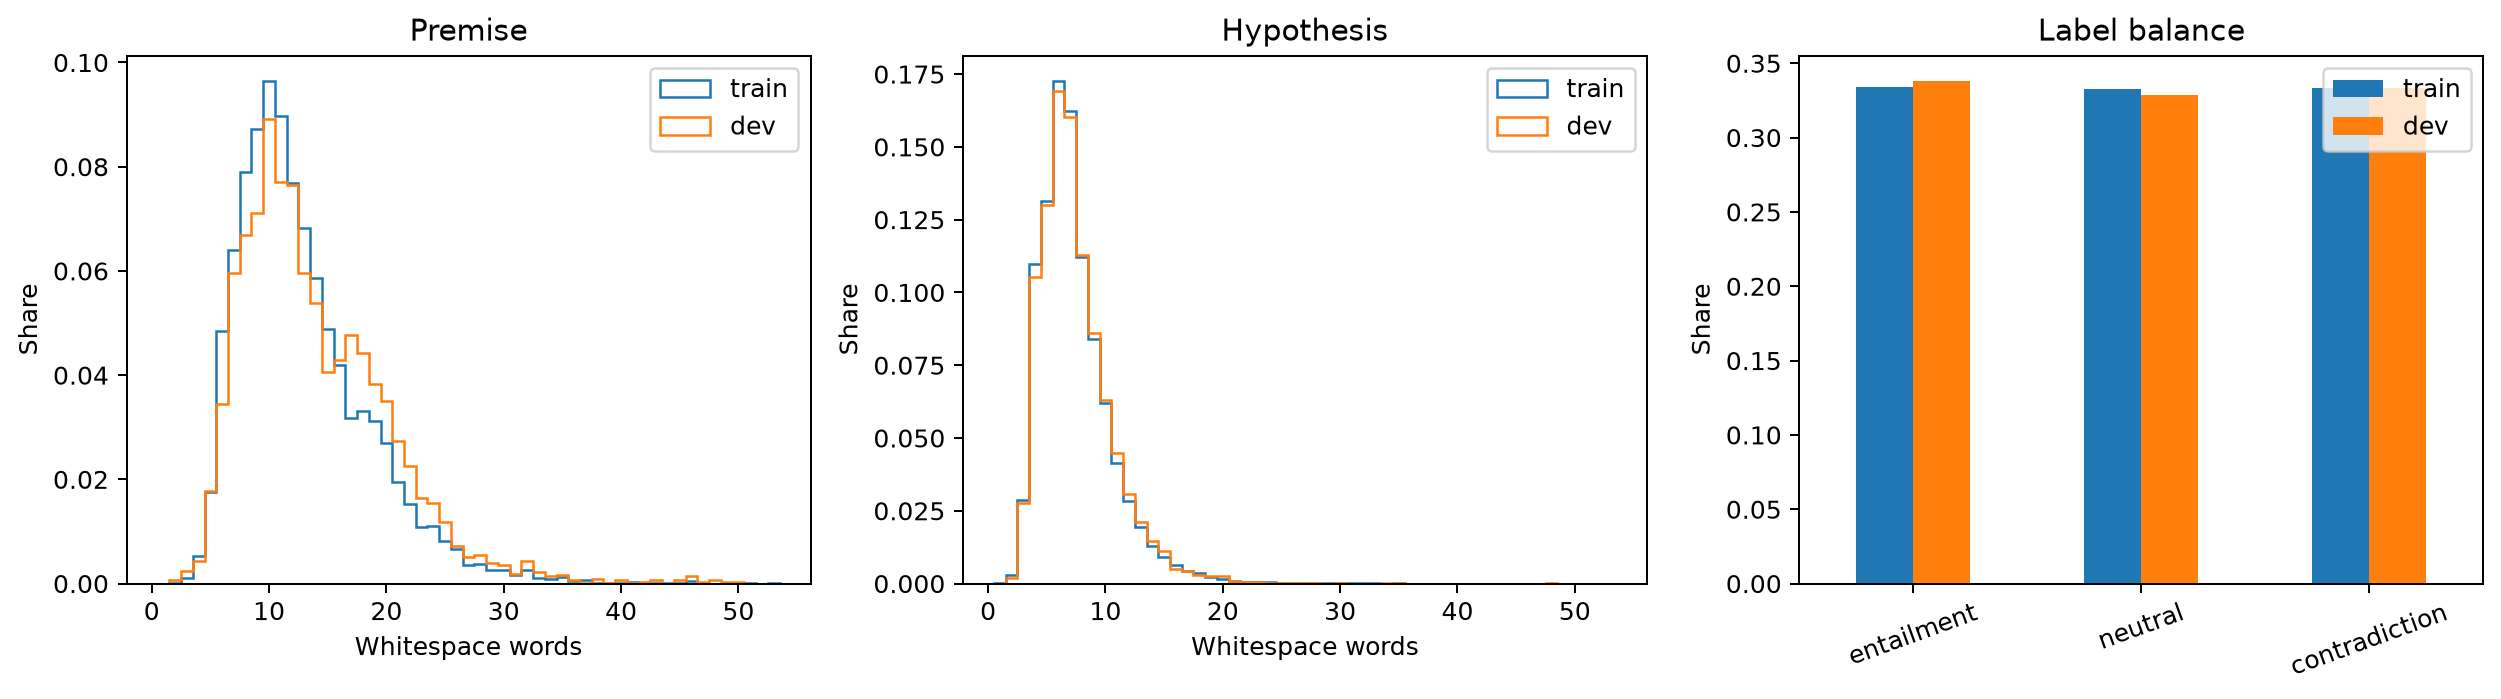 Premise
0.10
0.08
0.06
0.04
0.02
0.00
Share
0 10 20 30 40 50
Whitespace words
train
dev
Hypothesis
0.175
0.150
0.125
0.100
0.075
0.050
0.025
0.000
Share
0 10 20 30 40 50
Whitespace words
train
dev
Label balance
0.35
0.30
0.25
0.20
0.15
0.10
0.05
0.00
Share
entailment neutral contradiction
train
dev